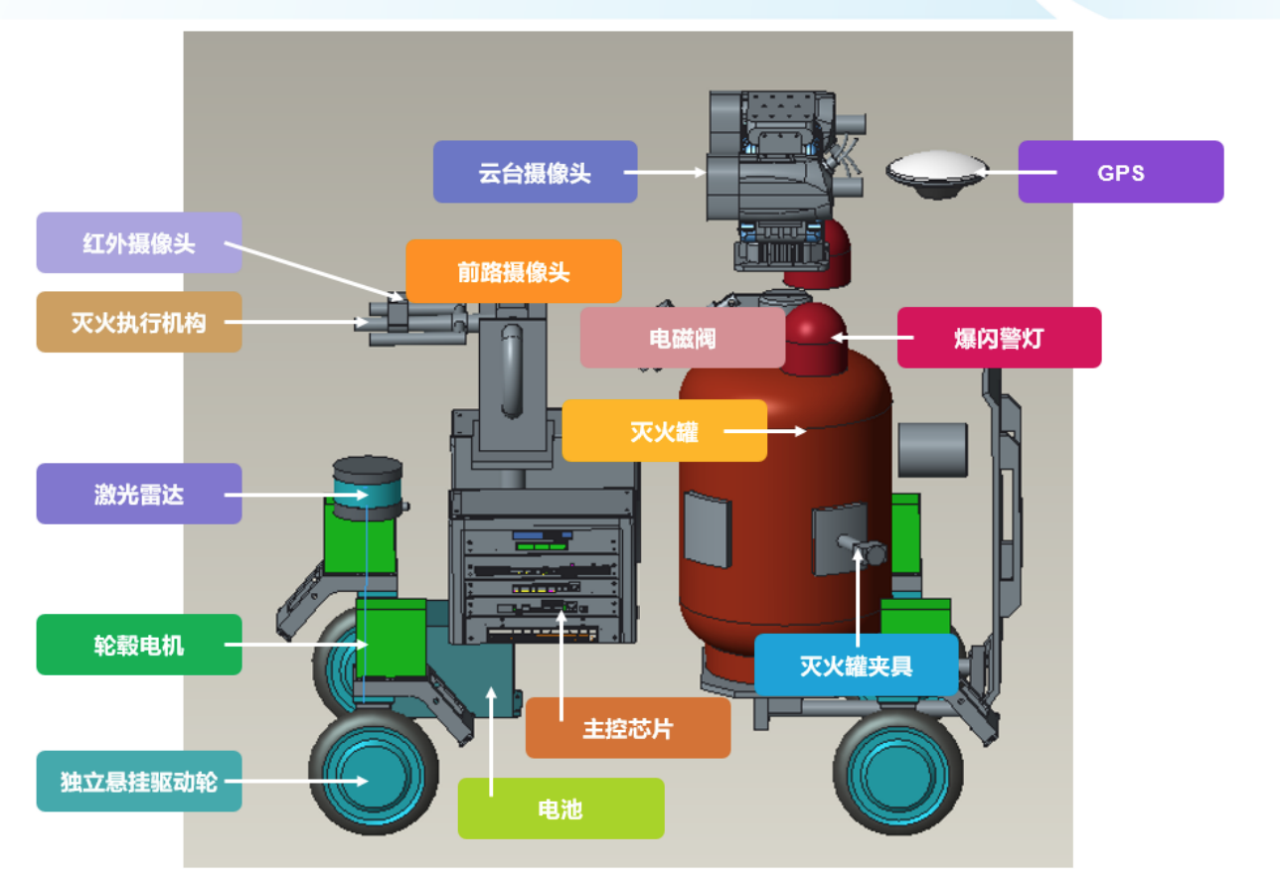 云台摄像头
GPS
红外摄像头
前路摄像头
灭火执行机构
电磁阀
爆闪警灯
灭火罐
激光雷达
轮毂电机
灭火罐夹具
主控芯片
独立悬挂驱动轮
电池